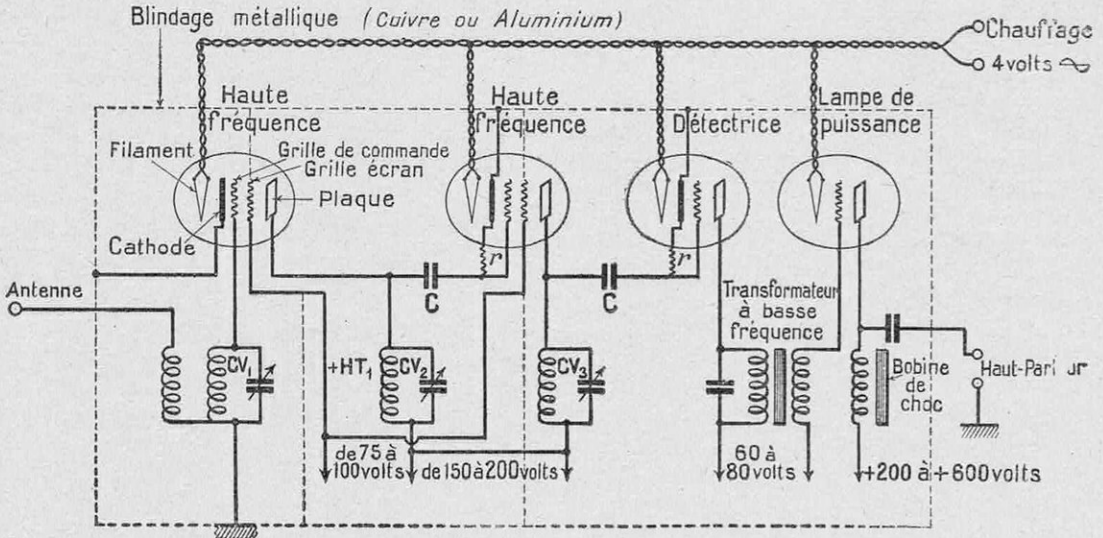 Blindage métallique (Cuivre ou Aluminium)
Chauffage
4 volts
Haute
fréquence
Haute
fréquence
Détectrice
Lampe de
puissance
Filament
Grille de commande
Grille écran
Plaque
Cathode
r
r
Antenne
C
C
Transformateur
à basse
fréquence
CV1
+HT1
CV2
CV3
Bobine
de
choc
Haut-Parl ur
de 75 à
100 volts
de 150 à 200 volts
60 à
80 volts
+200 à +600 volts